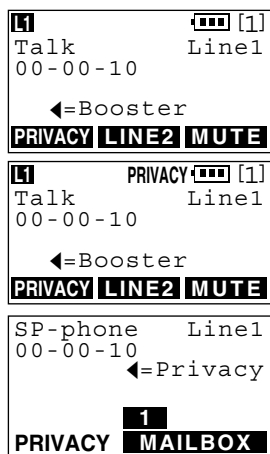 L1 [1]
Talk Line1
00-00-10
◀=Booster
PRIVACY LINE2 MUTE
L1 PRIVACY [1]
Talk Line1
00-00-10
◀=Booster
PRIVACY LINE2 MUTE
SP-phone Line1
00-00-10
◀=Privacy
1
PRIVACY MAILBOX